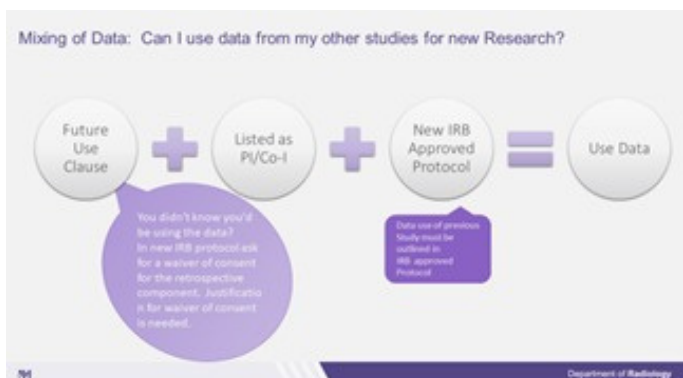 Mixing of Data: Can I use data from my other studies for new Research?
Future
Use
Clause
Listed as
PI/Co-I
New IRB
Approved
Protocol
Use Data
You didn't know you'd
be using the data?
In new IRB protocol ask
for a waiver of consent
for the retrospective
component. Justificatio
n for waiver of consent
is needed.
Data use of previous
Study must be
outlined in
IRB approved
Protocol
Department of Radiology